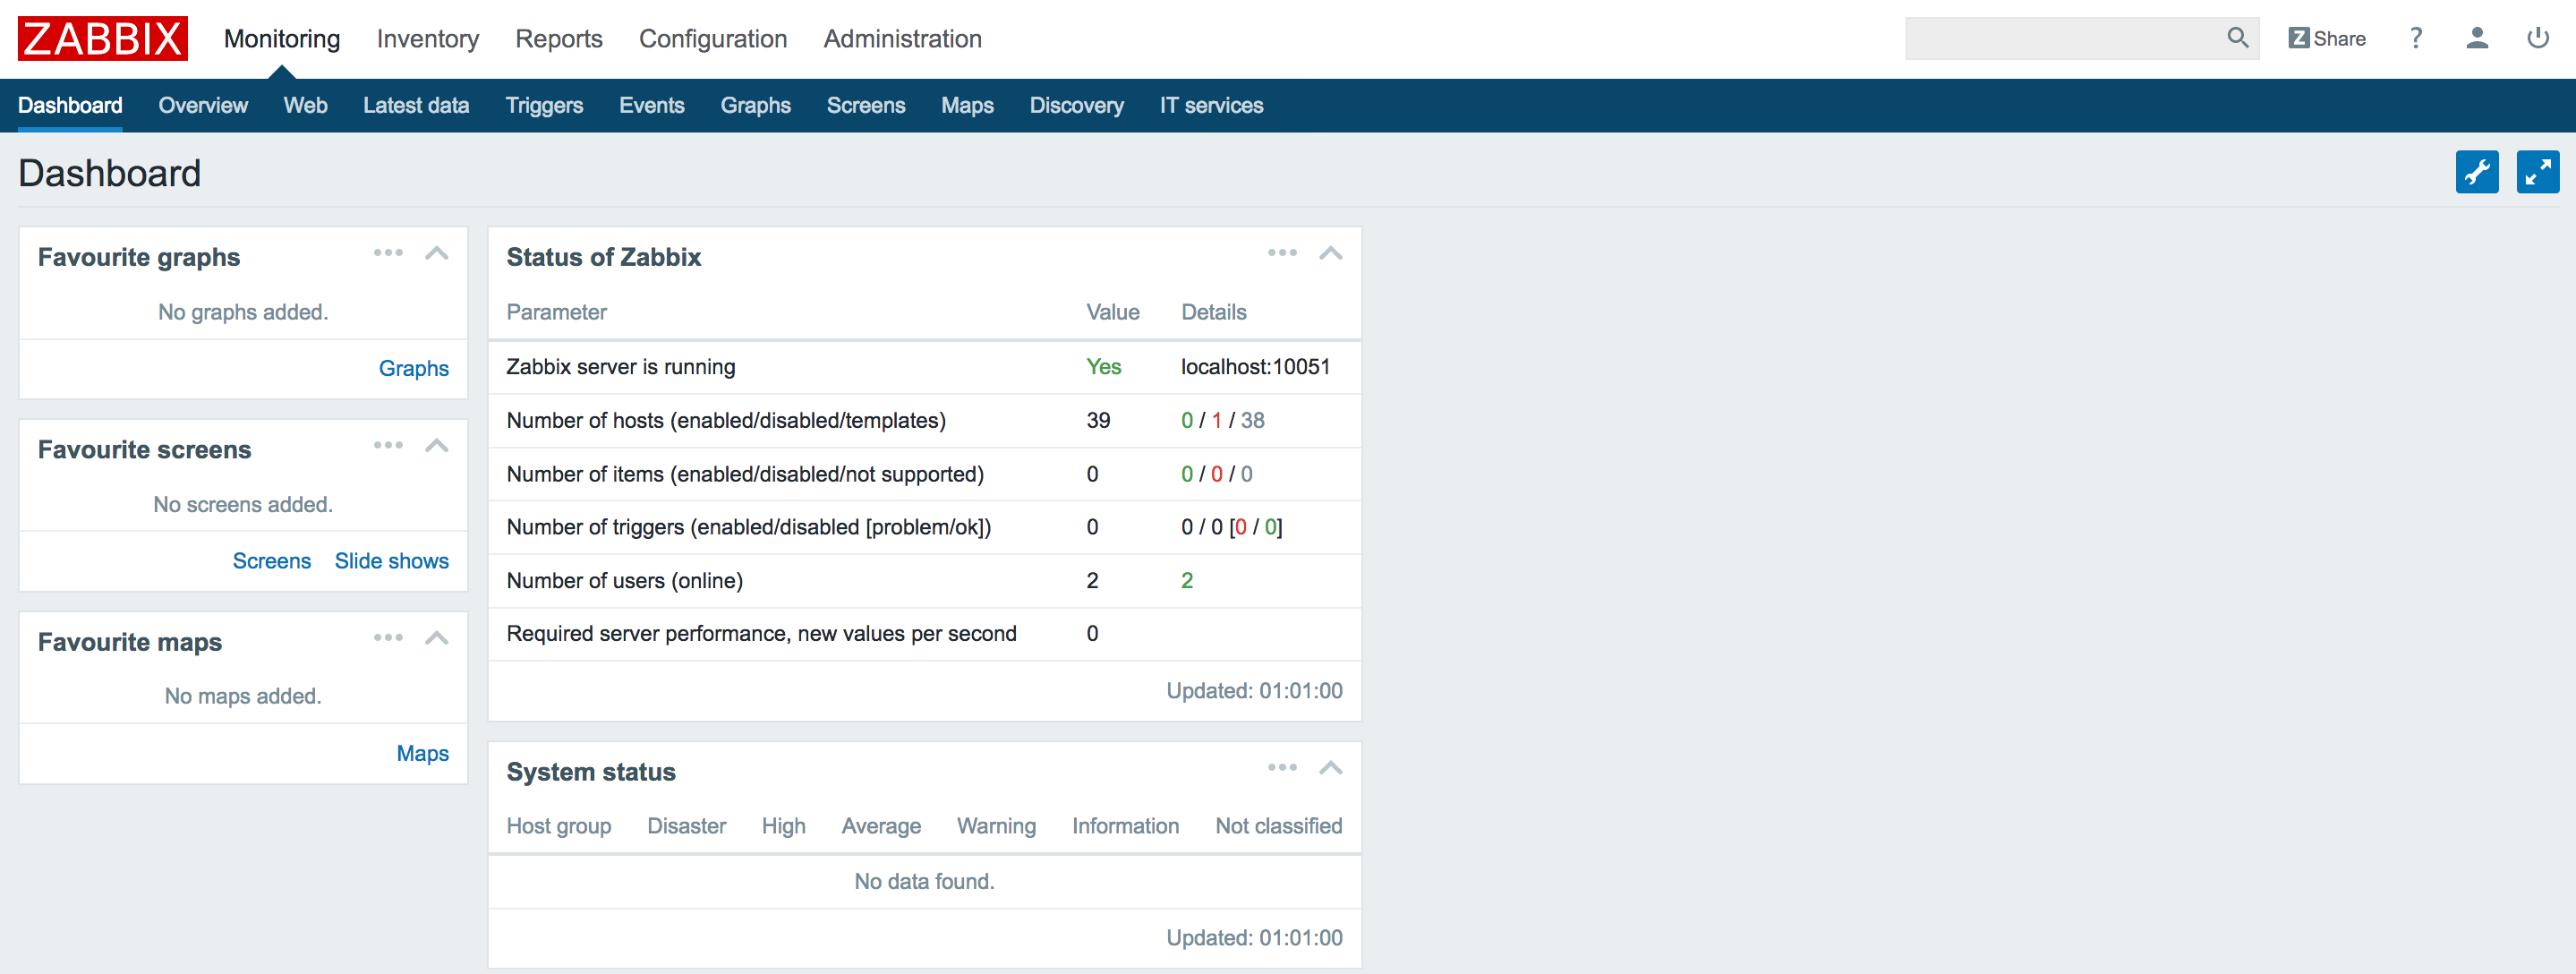 ZABBIX Monitoring Inventory Reports Configuration Administration Z Share ?
Dashboard Overview Web Latest data Triggers Events Graphs Screens Maps Discovery IT services
Dashboard
Favourite graphs
No graphs added.
Graphs
Favourite screens
No screens added.
Screens Slide shows
Favourite maps
No maps added.
Maps
Status of Zabbix
Parameter Value Details
Zabbix server is running Yes localhost:10051
Number of hosts (enabled/disabled/templates) 39 0 / 1 / 38
Number of items (enabled/disabled/not supported) 0 0 / 0 / 0
Number of triggers (enabled/disabled [problem/ok]) 0 0 / 0 [0 / 0]
Number of users (online) 2 2
Required server performance, new values per second 0
Updated: 01:01:00
System status
Host group Disaster High Average Warning Information Not classified
No data found.
Updated: 01:01:00